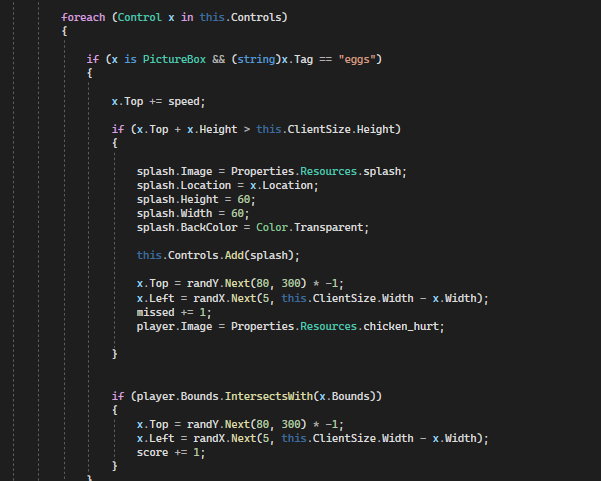 foreach (Control x in this.Controls)
{
if (x is PictureBox && (string)x.Tag == "eggs")
{
x.Top += speed;
if (x.Top + x.Height > this.ClientSize.Height)
{
splash.Image = Properties.Resources.splash;
splash.Location = x.Location;
splash.Height = 60;
splash.Width = 60;
splash.BackColor = Color.Transparent;
this.Controls.Add(splash);
x.Top = randY.Next(80, 300) * -1;
x.Left = randX.Next(5, this.ClientSize.Width - x.Width);
missed += 1;
player.Image = Properties.Resources.chicken_hurt;
}
if (player.Bounds.IntersectsWith(x.Bounds))
{
x.Top = randY.Next(80, 300) * -1;
x.Left = randX.Next(5, this.ClientSize.Width - x.Width);
score += 1;
}
}